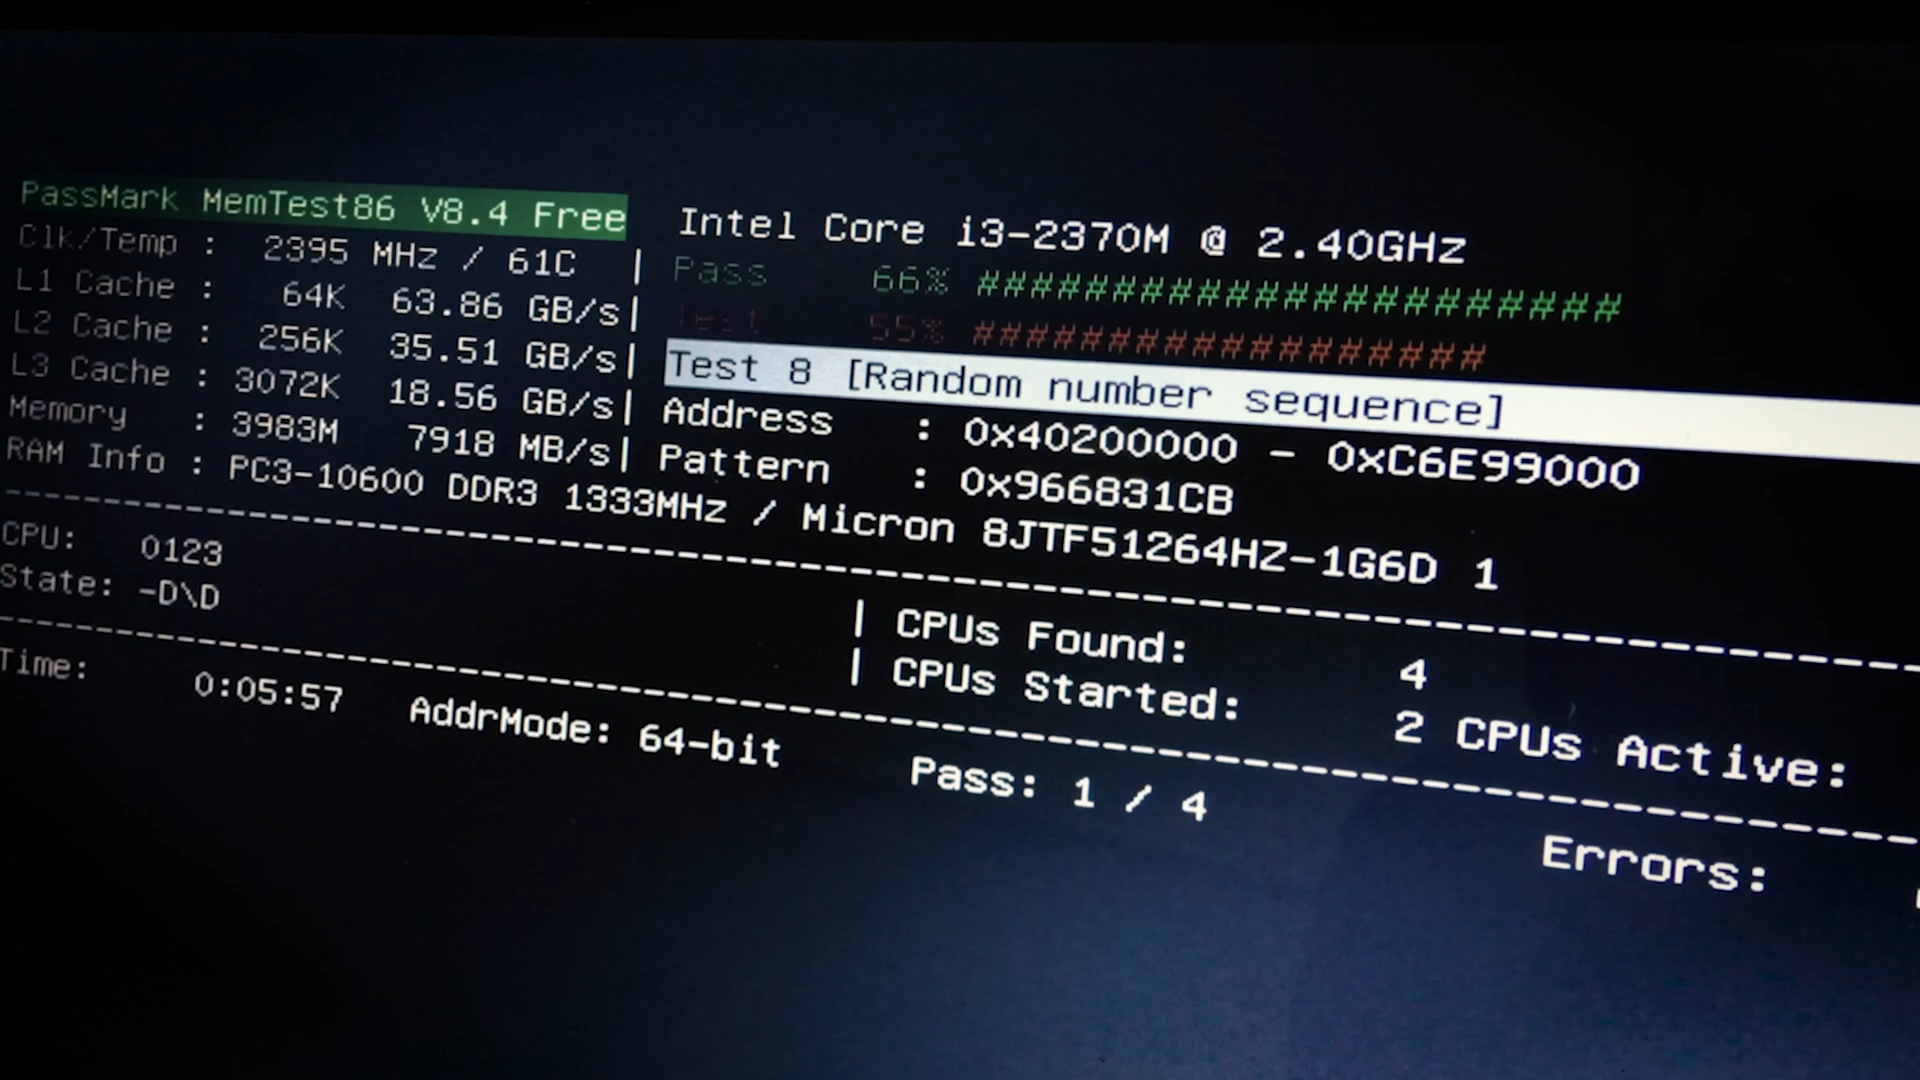 PassMark MemTest86 V8.4 Free Intel Core i3-2370M @ 2.40GHz
Clk/Temp : 2395 MHz / 61C | Pass 66% ########################
L1 Cache : 64K 63.86 GB/s| Test 55% ###################
L2 Cache : 256K 35.51 GB/s| Test 8 [Random number sequence]
L3 Cache : 3072K 18.56 GB/s| Address : 0x40200000 - 0xC6E99000
Memory : 3983M 7918 MB/s| Pattern : 0x966831CB
RAM Info : PC3-10600 DDR3 1333MHz / Micron 8JTF51264HZ-1G6D 1
CPU: 0123 | CPUs Found: 4
State: -D\D | CPUs Started: 2 CPUs Active:
Time: 0:05:57 AddrMode: 64-bit Pass: 1 / 4 Errors: